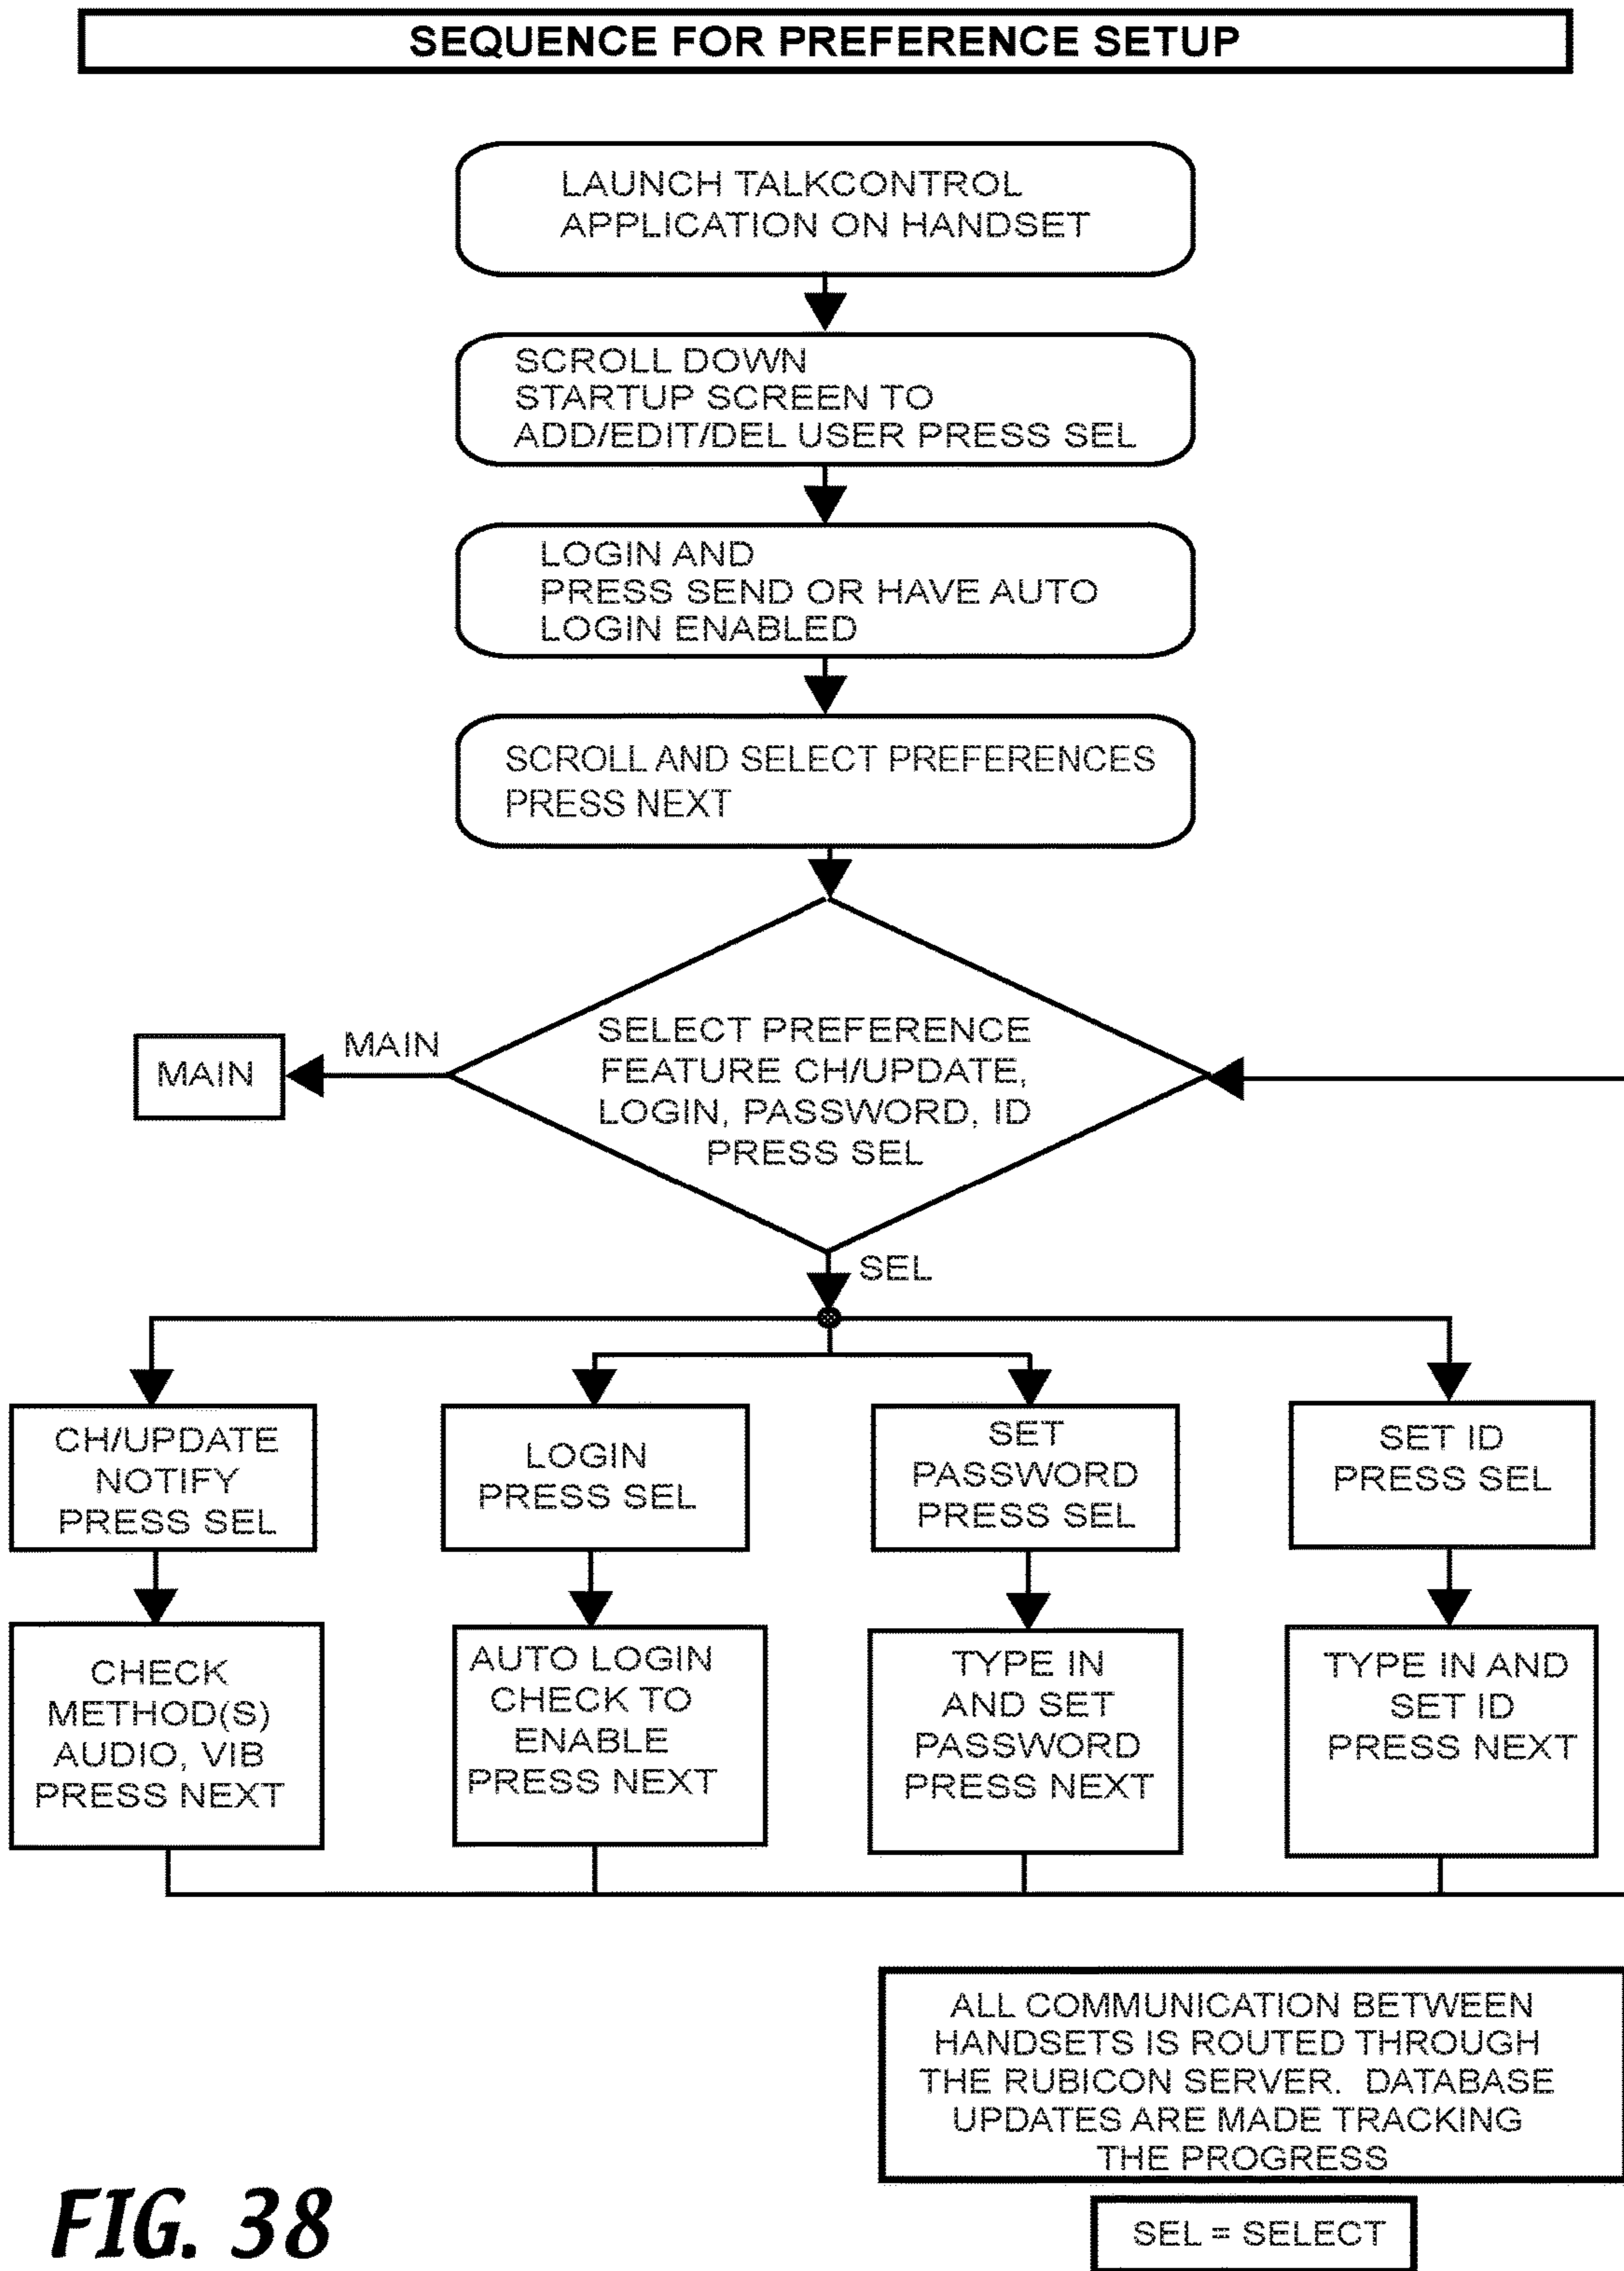 SEQUENCE FOR PREFERENCE SETUP
LAUNCH TALKCONTROL
APPLICATION ON HANDSET
SCROLL DOWN
STARTUP SCREEN TO
ADD/EDIT/DEL USER PRESS SEL
LOGIN AND
PRESS SEND OR HAVE AUTO
LOGIN ENABLED
SCROLL AND SELECT PREFERENCES
PRESS NEXT
MAIN
MAIN
SELECT PREFERENCE
FEATURE CH/UPDATE,
LOGIN, PASSWORD, ID
PRESS SEL
SEL
CH/UPDATE
NOTIFY
PRESS SEL
LOGIN
PRESS SEL
SET
PASSWORD
PRESS SEL
SET ID
PRESS SEL
CHECK
METHOD(S)
AUDIO, VIB
PRESS NEXT
AUTO LOGIN
CHECK TO
ENABLE
PRESS NEXT
TYPE IN
AND SET
PASSWORD
PRESS NEXT
TYPE IN AND
SET ID
PRESS NEXT
ALL COMMUNICATION BETWEEN
HANDSETS IS ROUTED THROUGH
THE RUBICON SERVER. DATABASE
UPDATES ARE MADE TRACKING
THE PROGRESS
SEL = SELECT
FIG. 38